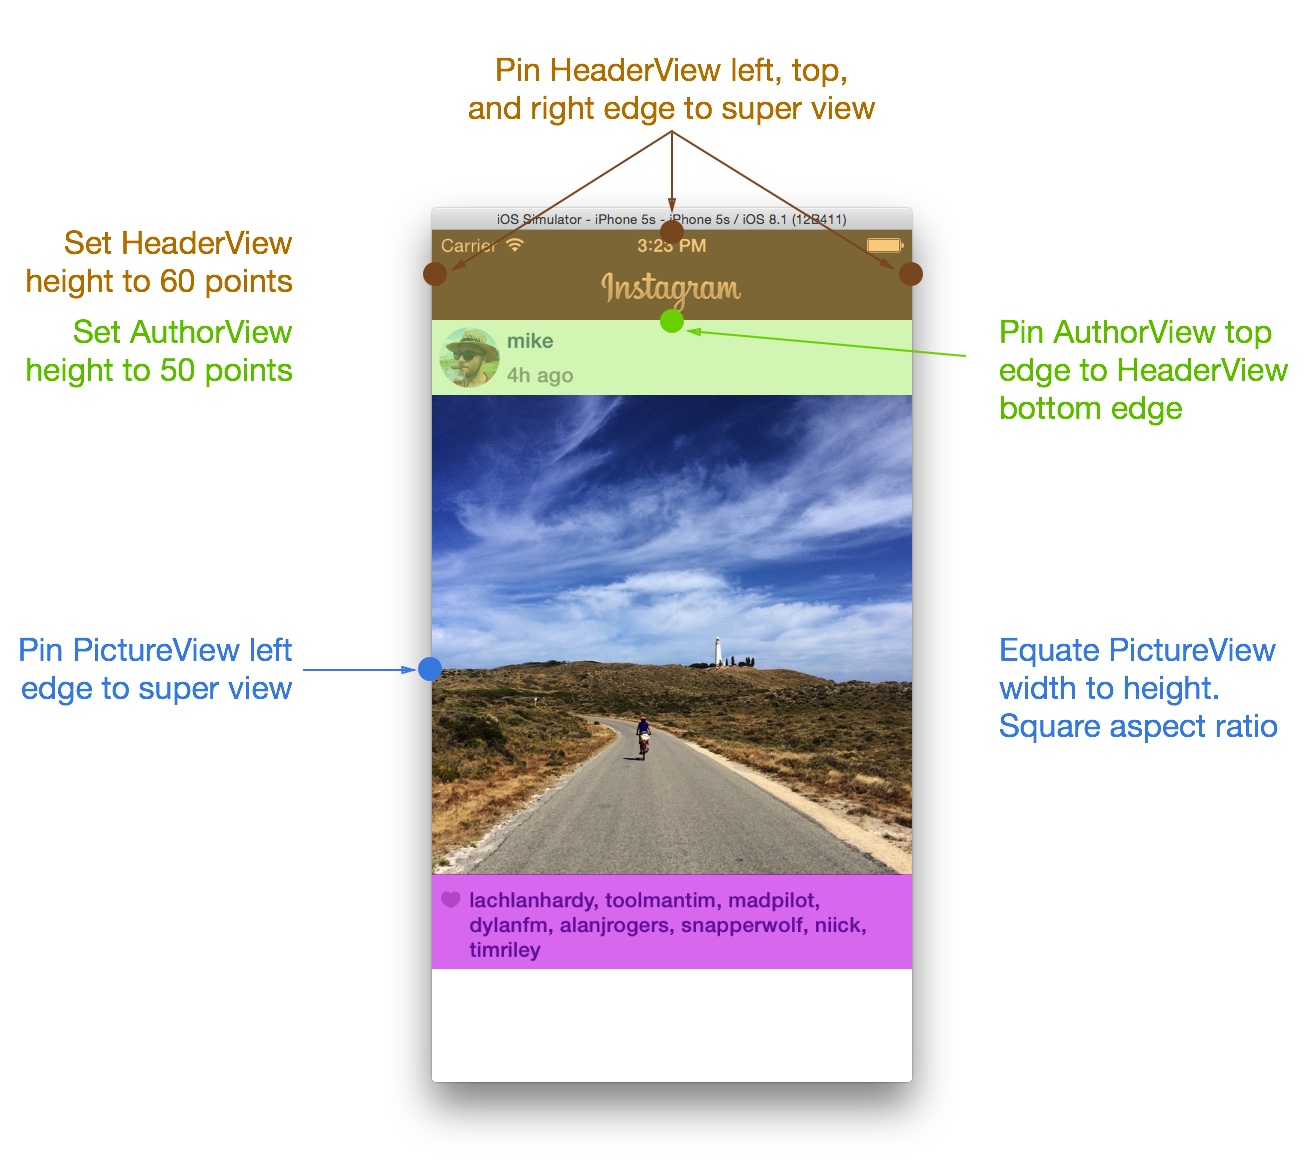 Pin HeaderView left, top,
and right edge to super view
iOS Simulator - iPhone 5s - iPhone 5s / iOS 8.1 (12B411)
Carrier
3:23 PM
Instagram
Set HeaderView
height to 60 points
Set AuthorView
height to 50 points
mike
4h ago
Pin AuthorView top
edge to HeaderView
bottom edge
Pin PictureView left
edge to super view
Equate PictureView
width to height.
Square aspect ratio
lachlanhardy, toolmantim, madpilot,
dylanfm, alanjrogers, snapperwolf, niick,
timriley